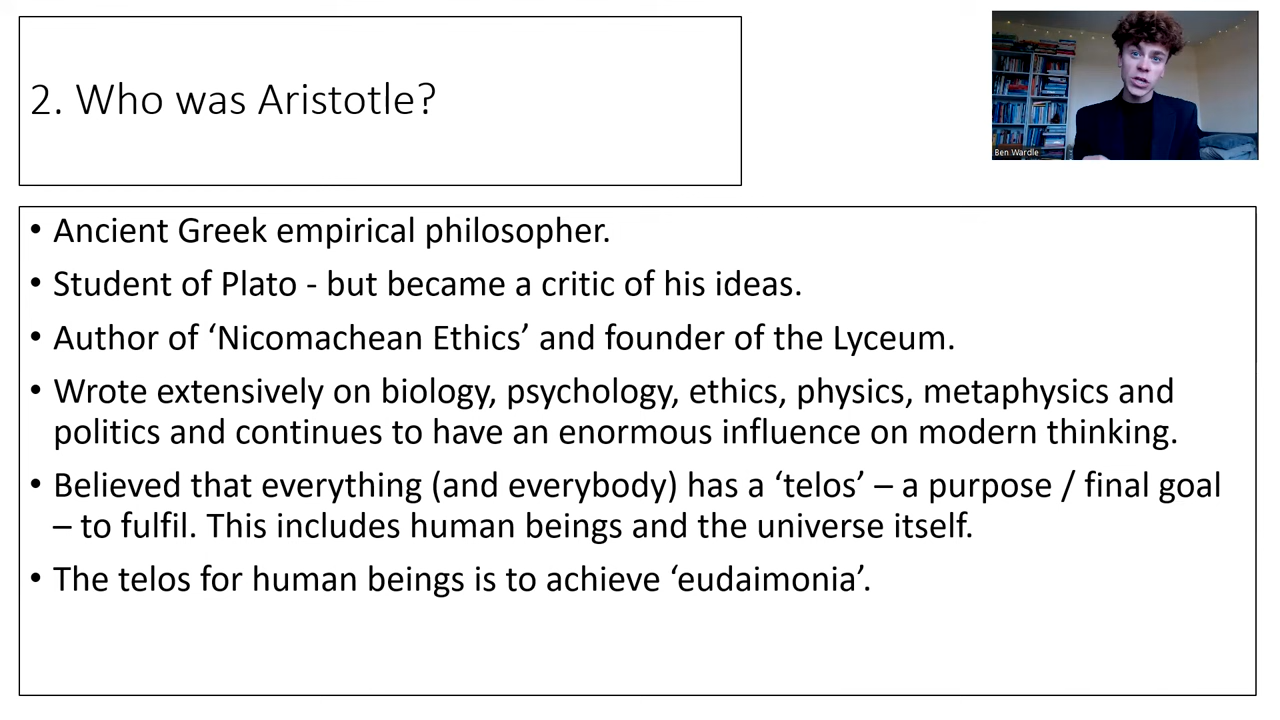 2. Who was Aristotle?
Ben Wardle
• Ancient Greek empirical philosopher.
• Student of Plato - but became a critic of his ideas.
• Author of ‘Nicomachean Ethics’ and founder of the Lyceum.
• Wrote extensively on biology, psychology, ethics, physics, metaphysics and
politics and continues to have an enormous influence on modern thinking.
• Believed that everything (and everybody) has a ‘telos’ – a purpose / final goal
– to fulfil. This includes human beings and the universe itself.
• The telos for human beings is to achieve ‘eudaimonia’.